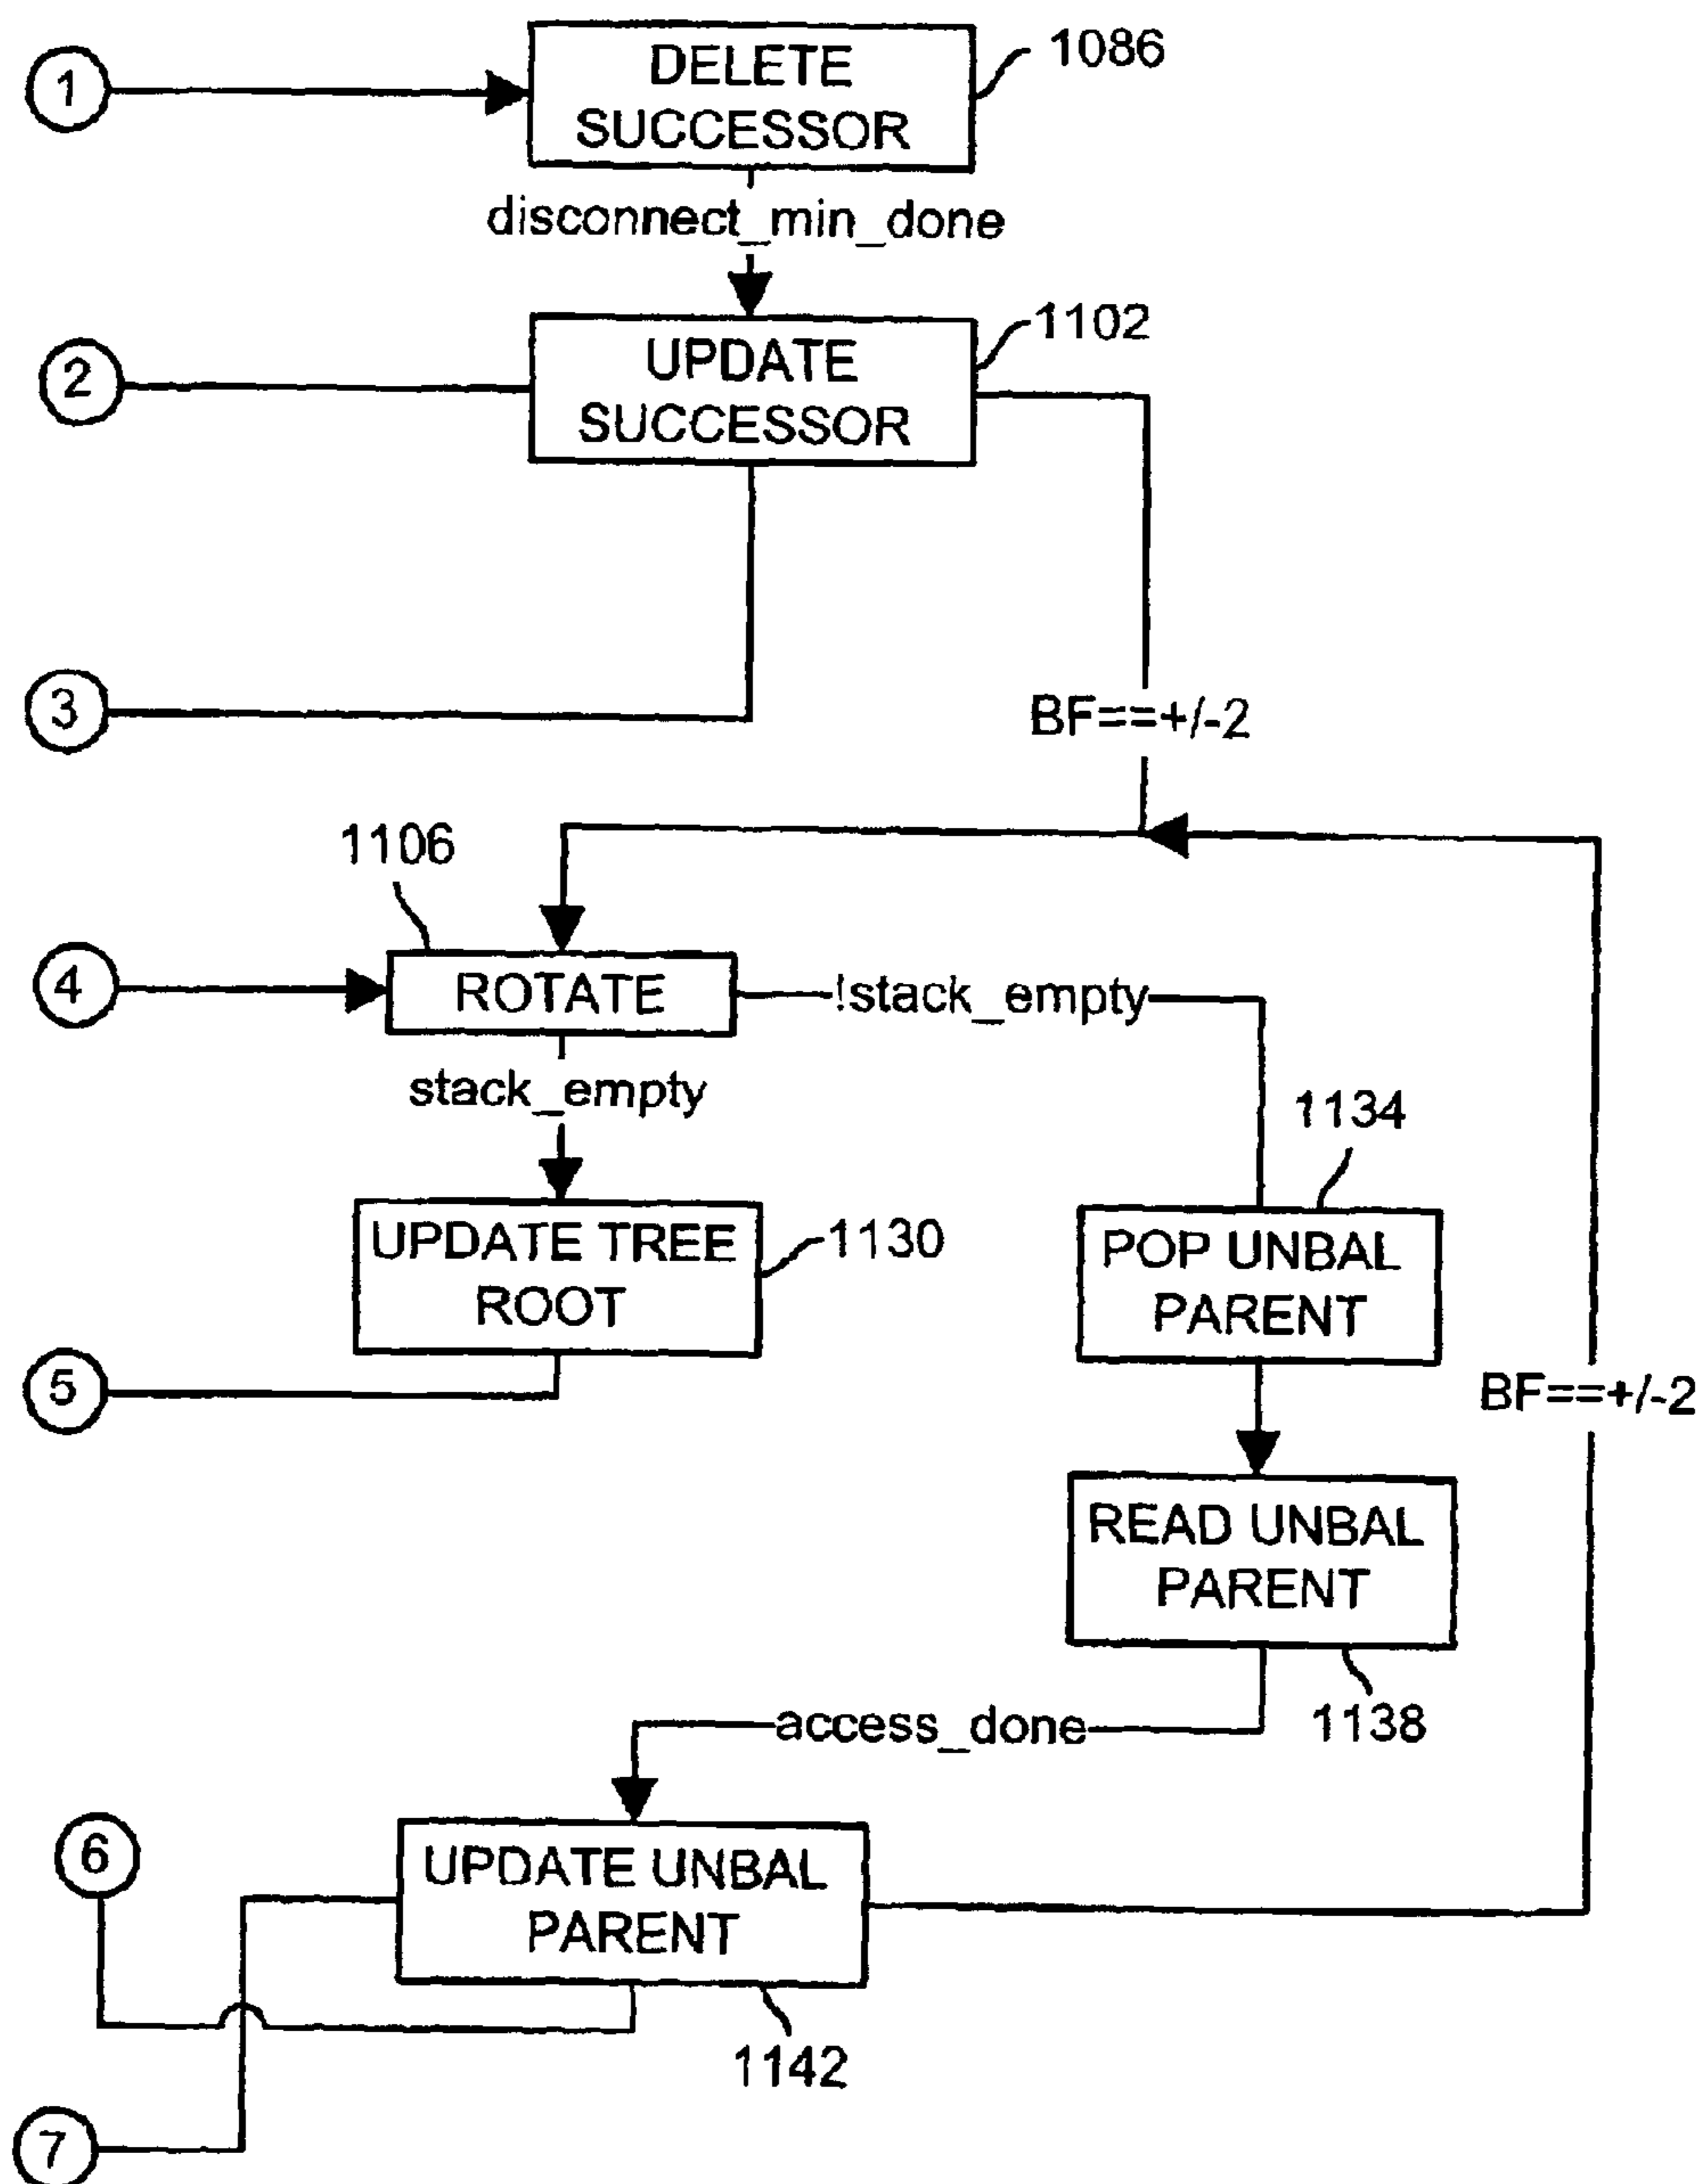 1
DELETE
SUCCESSOR
1086
disconnect_min_done
2
UPDATE
SUCCESSOR
1102
3
BF==+/-2
1106
4
ROTATE
!stack_empty
stack_empty
1134
UPDATE TREE
ROOT
1130
POP UNBAL
PARENT
5
BF==+/-2
READ UNBAL
PARENT
1138
access_done
6
UPDATE UNBAL
PARENT
1142
7